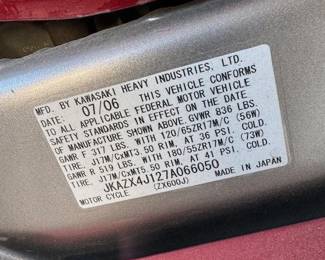 M'D. BY KAWASAKI HEAVY INDUSTRIES, LTD.
DATE: 07/06 THIS VEHICLE CONFORMS
TO ALL APPLICABLE FEDERAL MOTOR VEHICLE
STANDARDS IN EFFECT ON THE DATE OF
MANUFACTURE SHOWN ABOVE. GVWR 836 LBS.
GAWR F 317 LBS. WITH 120/65ZR17M/C (56W)
TIRE, J17M/CxMT3.50 RIM, AT 36 PSI COLD.
GAWR R 519 LBS. WITH 180/55ZR17M/C (73W)
TIRE, J17M/CxMT5.50 RIM, AT 41 PSI COLD.
JKAZX4J127A066050
MOTOR CYCLE (ZX600J) MADE IN JAPAN